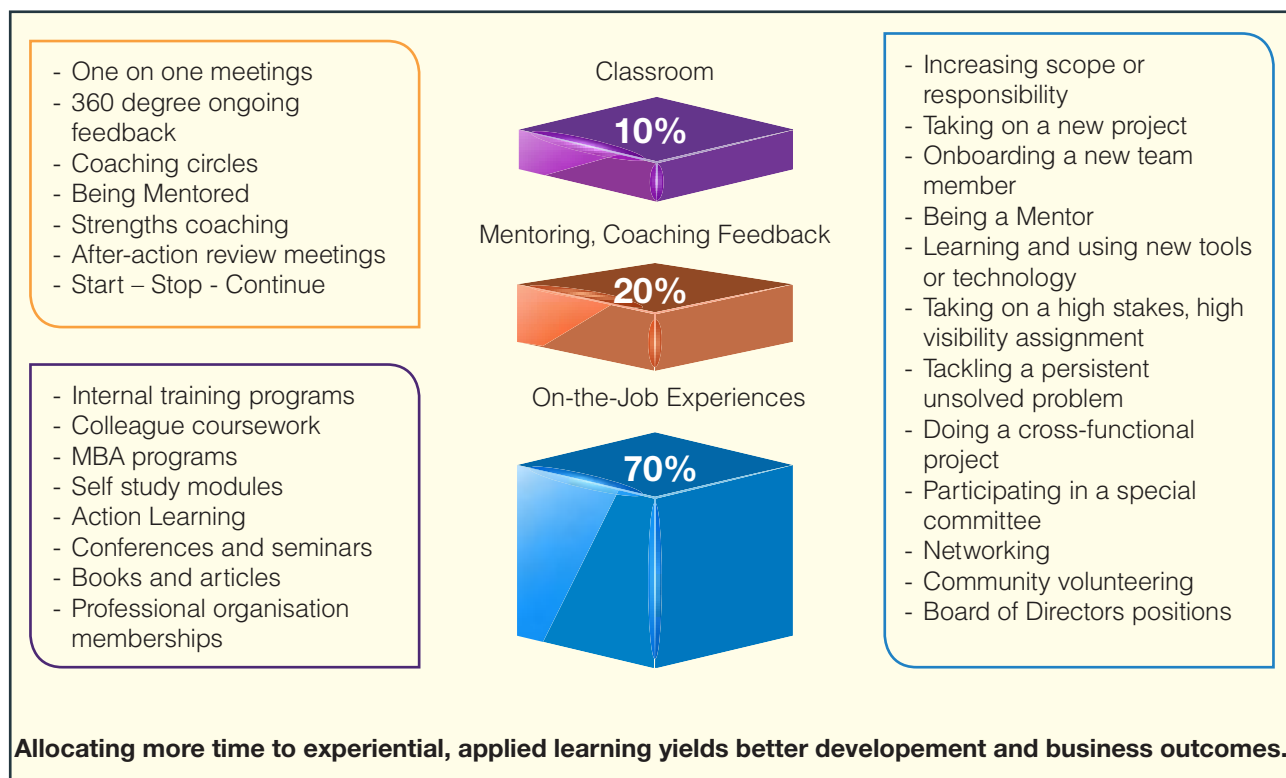 - One on one meetings
- 360 degree ongoing
feedback
- Coaching circles
- Being Mentored
- Strengths coaching
- After-action review meetings
- Start – Stop - Continue
- Internal training programs
- Colleague coursework
- MBA programs
- Self study modules
- Action Learning
- Conferences and seminars
- Books and articles
- Professional organisation
memberships
Classroom
10%
Mentoring, Coaching Feedback
20%
On-the-Job Experiences
70%
- Increasing scope or
responsibility
- Taking on a new project
- Onboarding a new team
member
- Being a Mentor
- Learning and using new tools
or technology
- Taking on a high stakes, high
visibility assignment
- Tackling a persistent
unsolved problem
- Doing a cross-functional
project
- Participating in a special
committee
- Networking
- Community volunteering
- Board of Directors positions
Allocating more time to experiential, applied learning yields better developement and business outcomes.